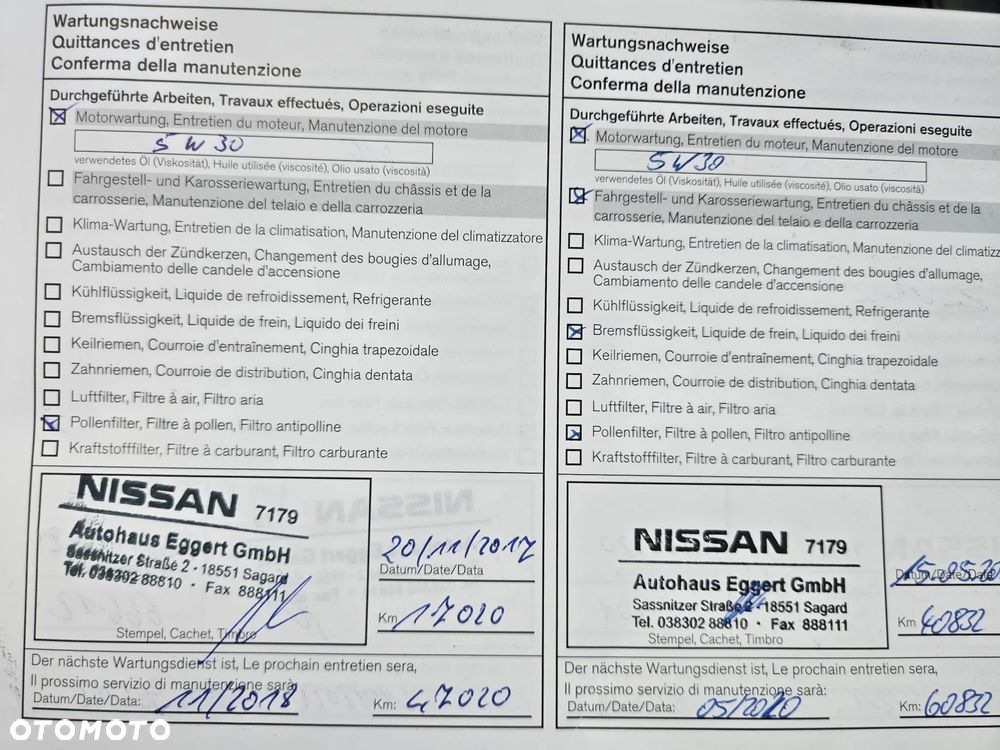 Wartungsnachweise
Quittances d'entretien
Conferma della manutenzione
Durchgeführte Arbeiten, Travaux effectués, Operazioni eseguite
Motorwartung, Entretien du moteur, Manutenzione del motore
5W30
verwendetes Öl (Viskosität), Huile utilisée (viscosité), Olio usato (viscosità)
Fahrgestell- und Karosseriewartung, Entretien du châssis et de la
carrosserie, Manutenzione del telaio e della carrozzeria
Klima-Wartung, Entretien de la climatisation, Manutenzione del climatizzatore
Austausch der Zündkerzen, Changement des bougies d'allumage,
Cambiamento delle candele d'accensione
Kühlflüssigkeit, Liquide de refroidissement, Refrigerante
Bremsflüssigkeit, Liquide de frein, Liquido dei freini
Keilriemen, Courroie d'entraînement, Cinghia trapezoidale
Zahnriemen, Courroie de distribution, Cinghia dentata
Luftfilter, Filtre à air, Filtro aria
Pollenfilter, Filtre à pollen, Filtro antipolline
Kraftstofffilter, Filtre à carburant, Filtro carburante
NISSAN 7179
Autohaus Eggert GmbH
Sassnitzer Straße 2 · 18551 Sagard
Tel. 038302 88810 · Fax 888111
Stempel, Cachet, Timbro
20/11/2017
Datum/Date/Data
Km 17020
Der nächste Wartungsdienst ist, Le prochain entretien sera,
Il prossimo servizio di manutenzione sarà:
Datum/Date/Data: 11/2018 Km: 47020
Wartungsnachweise
Quittances d'entretien
Conferma della manutenzione
Durchgeführte Arbeiten, Travaux effectués, Operazioni eseguite
Motorwartung, Entretien du moteur, Manutenzione del motore
5W30
verwendetes Öl (Viskosität), Huile utilisée (viscosité), Olio usato (viscosità)
Fahrgestell- und Karosseriewartung, Entretien du châssis et de la
carrosserie, Manutenzione del telaio e della carrozzeria
Klima-Wartung, Entretien de la climatisation, Manutenzione del climatizz
Austausch der Zündkerzen, Changement des bougies d'allumage,
Cambiamento delle candele d'accensione
Kühlflüssigkeit, Liquide de refroidissement, Refrigerante
Bremsflüssigkeit, Liquide de frein, Liquido dei freini
Keilriemen, Courroie d'entraînement, Cinghia trapezoidale
Zahnriemen, Courroie de distribution, Cinghia dentata
Luftfilter, Filtre à air, Filtro aria
Pollenfilter, Filtre à pollen, Filtro antipolline
Kraftstofffilter, Filtre à carburant, Filtro carburante
NISSAN 7179
Autohaus Eggert GmbH
Sassnitzer Straße 2 · 18551 Sagard
Tel. 038302 88810 · Fax 888111
Stempel, Cachet, Timbro
Datum/Date/Data
Km 40832
Der nächste Wartungsdienst ist, Le prochain entretien sera,
Il prossimo servizio di manutenzione sarà:
Datum/Date/Data: 05/2020 Km: 60832
OTOMOTO